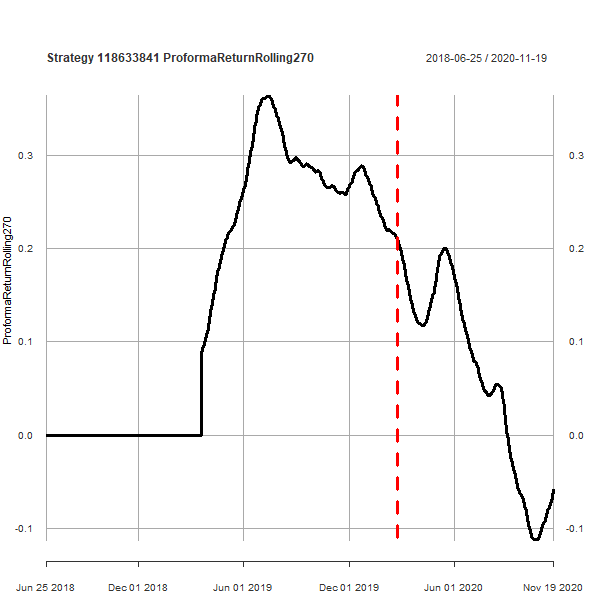 Strategy 118633841 ProformaReturnRolling270
2018-06-25 / 2020-11-19
ProformaReturnRolling270
0.3
0.3
0.2
0.2
0.1
0.1
0.0
0.0
-0.1
-0.1
Jun 25 2018 Dec 01 2018 Jun 01 2019 Dec 01 2019 Jun 01 2020 Nov 19 2020